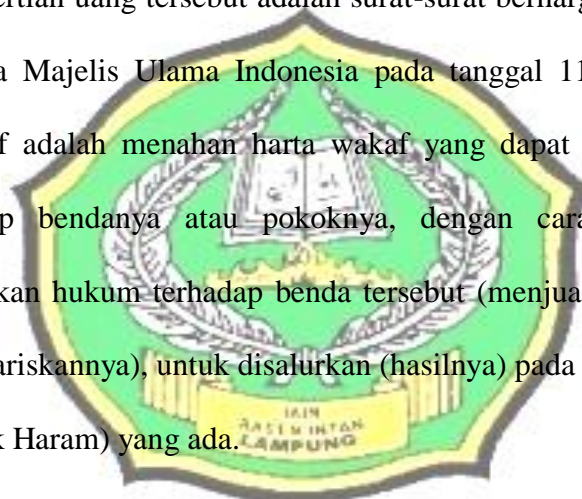 ertian uang tersebut adalah surat-surat berharg
a Majelis Ulama Indonesia pada tanggal 11
f adalah menahan harta wakaf yang dapat
p bendanya atau pokoknya, dengan cara
kan hukum terhadap benda tersebut (menjua
ariskannya), untuk disalurkan (hasilnya) pada
k Haram) yang ada.
IAIN
RADEN INTAN
LAMPUNG